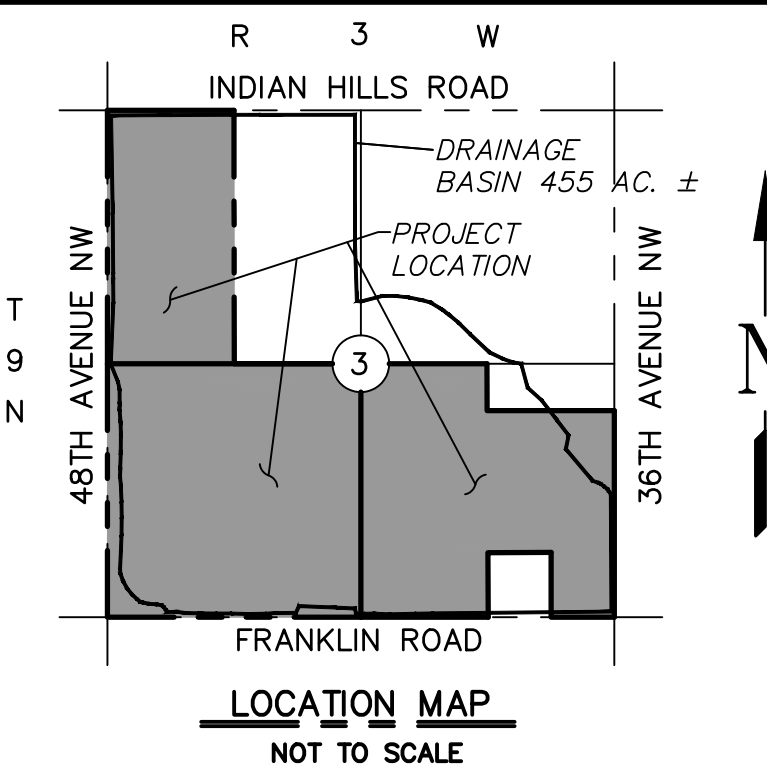 R 3 W
INDIAN HILLS ROAD
DRAINAGE
BASIN 455 AC. ±
PROJECT
LOCATION
48TH AVENUE NW
36TH AVENUE NW
T
9
N
3
N
FRANKLIN ROAD
LOCATION MAP
NOT TO SCALE